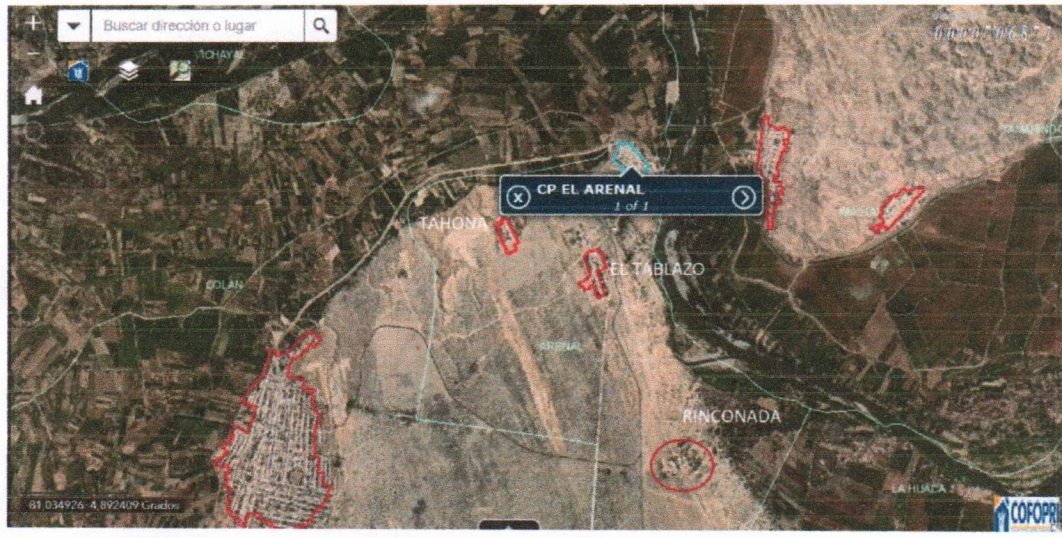 Buscar dirección o lugar
COLAN
CP EL ARENAL
1 of 1
TAHONA
EL TABLAZO
ARENAL
RINCONADA
LA HUACA
81.034926 -4.892409 Grados
COFOPRI